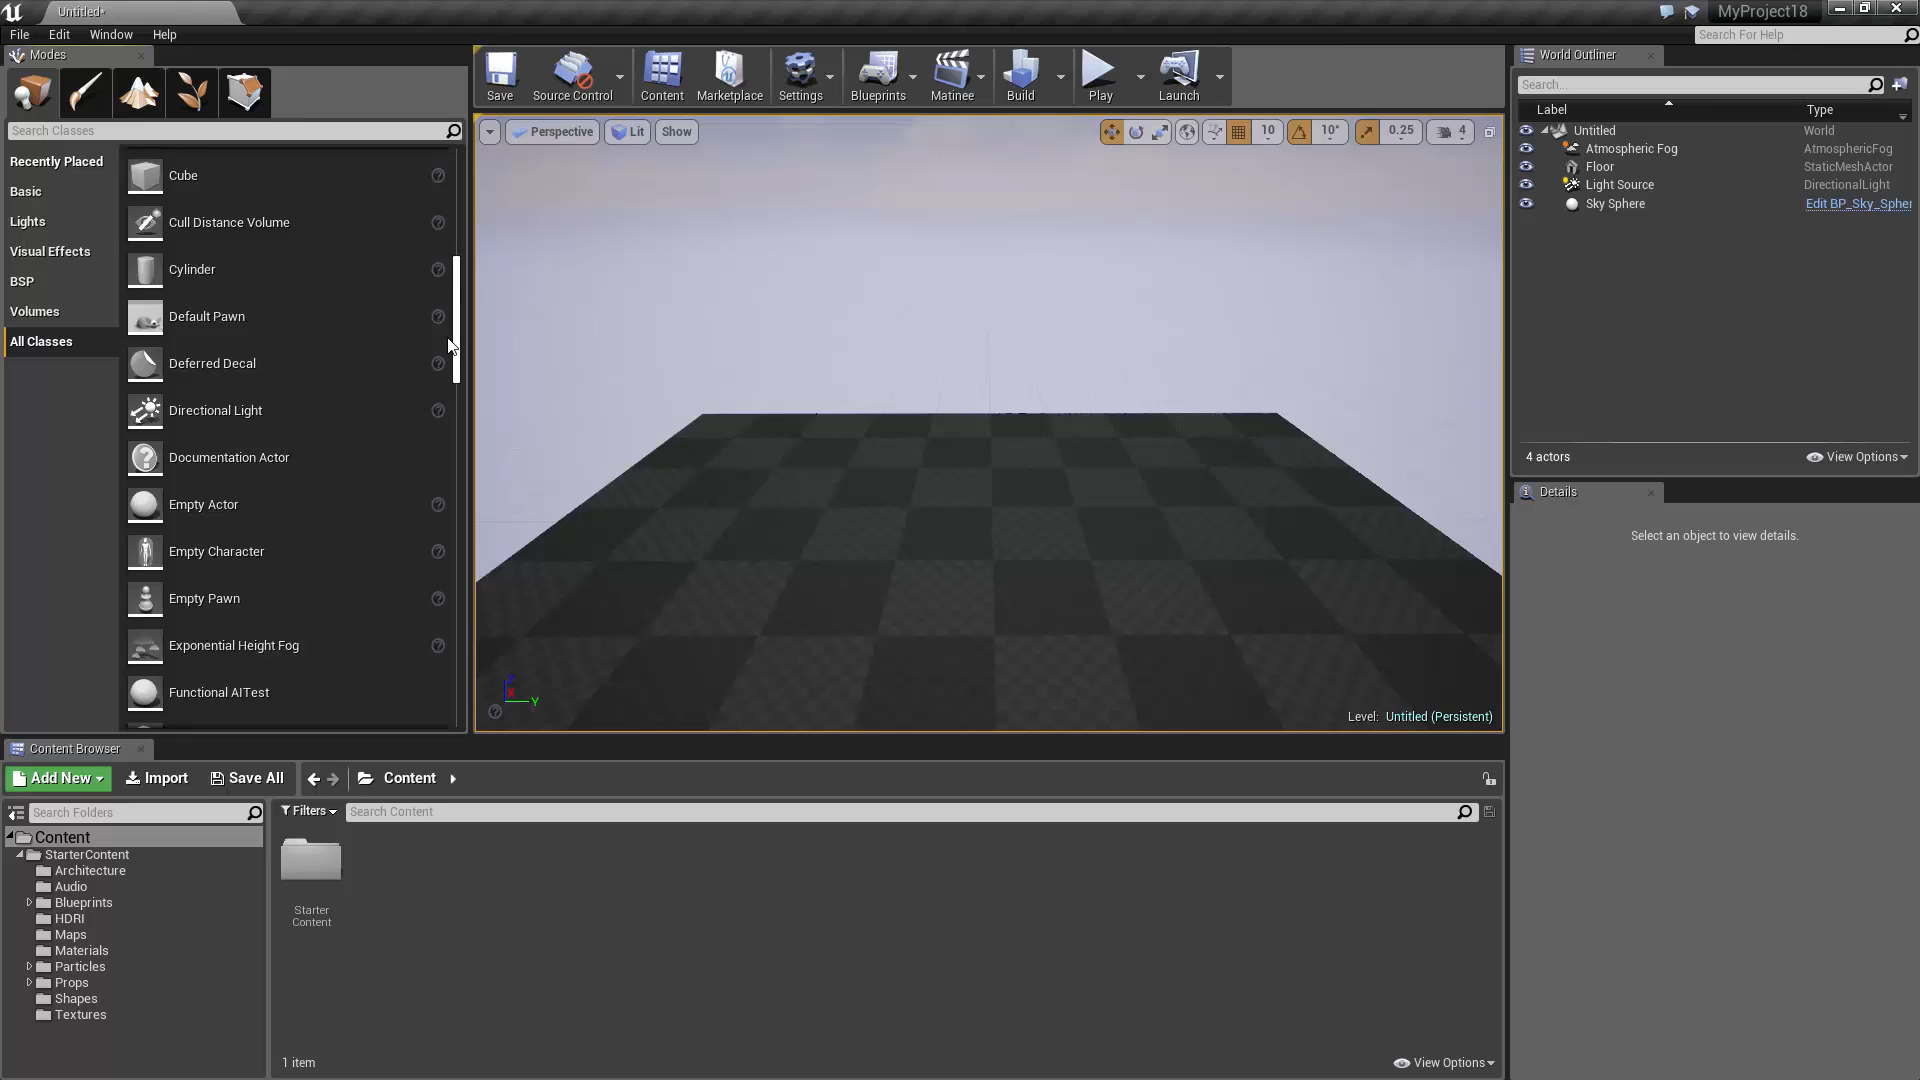 Untitled•
MyProject18
File Edit Window Help
Search For Help
Modes
Search Classes
Recently Placed
Basic
Lights
Visual Effects
BSP
Volumes
All Classes
Cube
Cull Distance Volume
Cylinder
Default Pawn
Deferred Decal
Directional Light
Documentation Actor
Empty Actor
Empty Character
Empty Pawn
Exponential Height Fog
Functional AITest
Save Source Control Content Marketplace Settings Blueprints Matinee Build Play Launch
Perspective Lit Show 10 10° 0.25 4
X Y
Level: Untitled (Persistent)
World Outliner
Search...
Label Type
Untitled World
Atmospheric Fog AtmosphericFog
Floor StaticMeshActor
Light Source DirectionalLight
Sky Sphere Edit BP_Sky_Spher
4 actors View Options
Details
Select an object to view details.
Content Browser
Add New Import Save All Content
Search Folders
Filters Search Content
Content
StarterContent
Architecture
Audio
Blueprints
HDRI
Maps
Materials
Particles
Props
Shapes
Textures
Starter
Content
1 item View Options